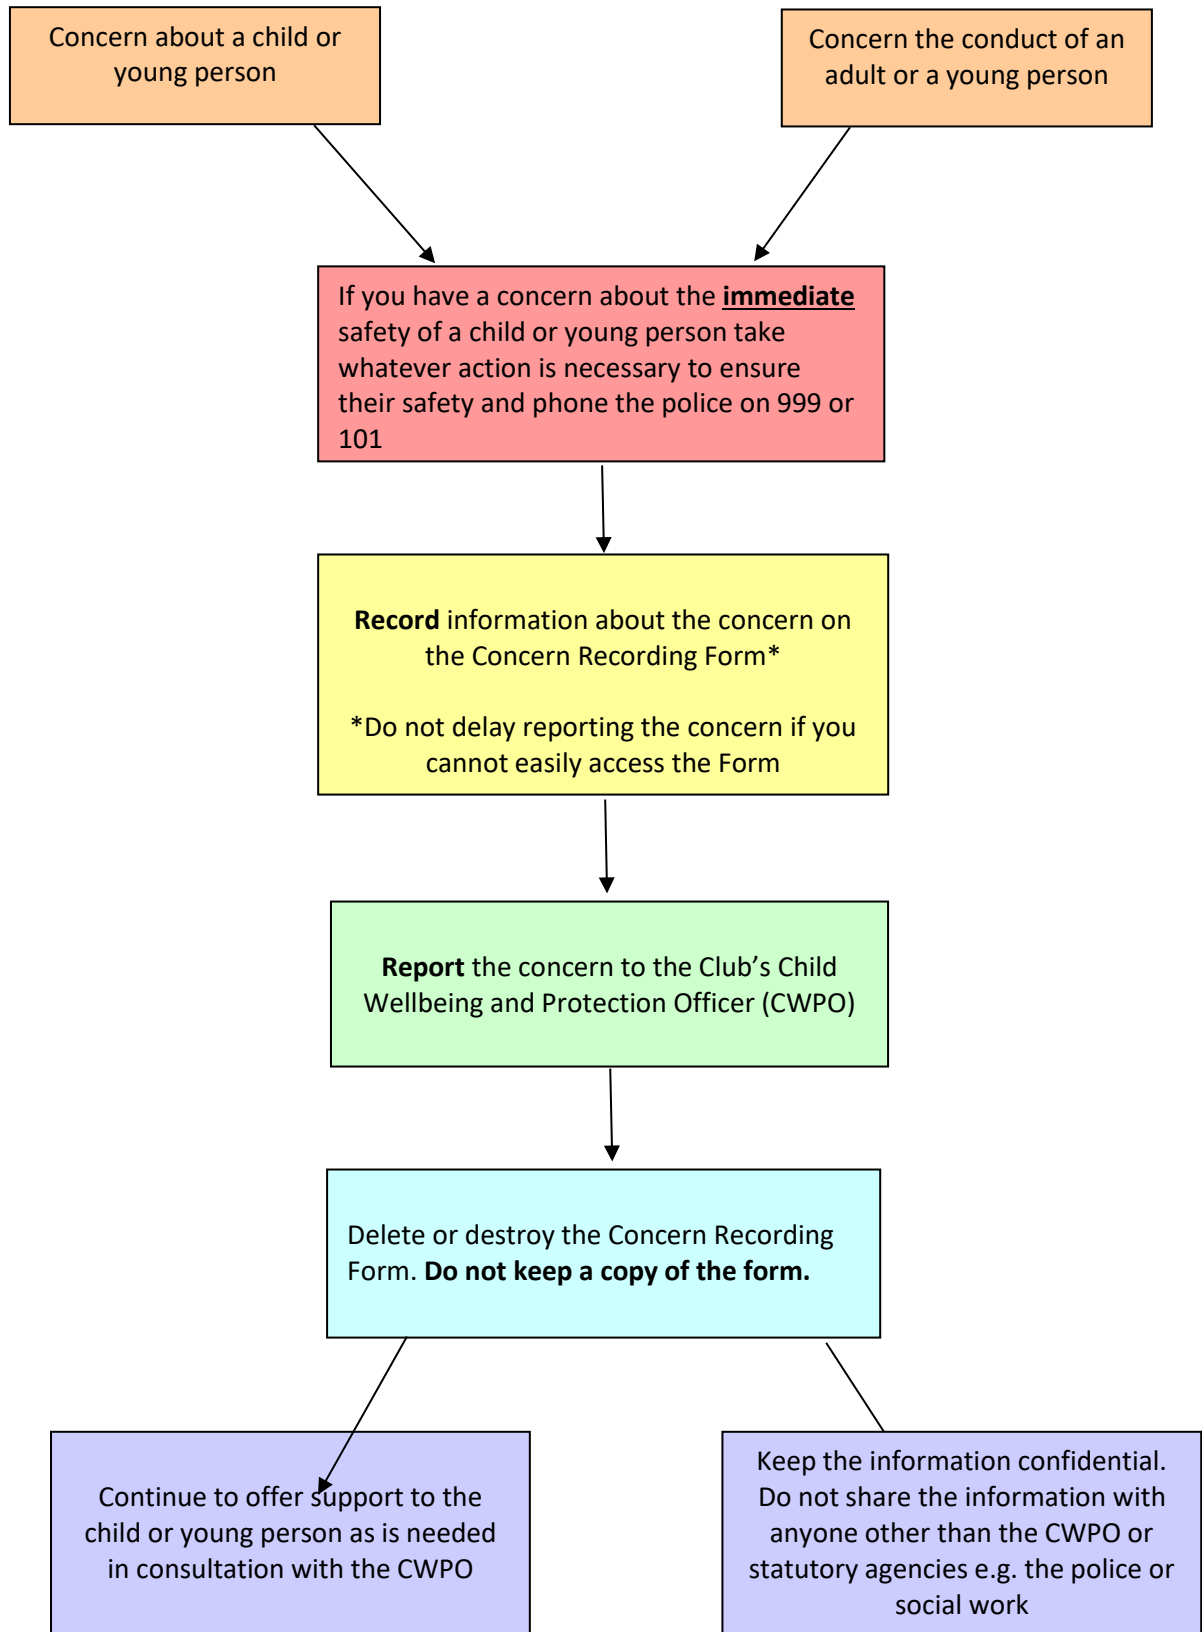 Concern about a child or
young person
Concern the conduct of an
adult or a young person
If you have a concern about the immediate
safety of a child or young person take
whatever action is necessary to ensure
their safety and phone the police on 999 or
101
Record information about the concern on
the Concern Recording Form*
*Do not delay reporting the concern if you
cannot easily access the Form
Report the concern to the Club’s Child
Wellbeing and Protection Officer (CWPO)
Delete or destroy the Concern Recording
Form. Do not keep a copy of the form.
Continue to offer support to the
child or young person as is needed
in consultation with the CWPO
Keep the information confidential.
Do not share the information with
anyone other than the CWPO or
statutory agencies e.g. the police or
social work